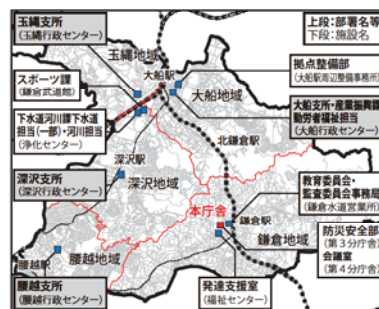 玉縄支所
(玉縄行政センター)
上段:部署名等
下段:施設名
玉縄地域
大船駅
スポーツ課
(鎌倉武道館)
拠点整備部
(大船駅周辺整備事務所)
大船地域
下水道河川課下水道
担当(一部)・河川担当
(浄化センター)
大船支所・産業振興課
勤労者福祉担当
(大船行政センター)
北鎌倉駅
深沢駅
深沢地域
深沢支所
(深沢行政センター)
教育委員会・
監査委員会事務局
(鎌倉水道営業所)
本庁舎
鎌倉駅
鎌倉地域
防災安全部
(第3分庁舎)
会議室
(第4分庁舎)
腰越駅
腰越地域
腰越支所
(腰越行政センター)
発達支援室
(福祉センター)